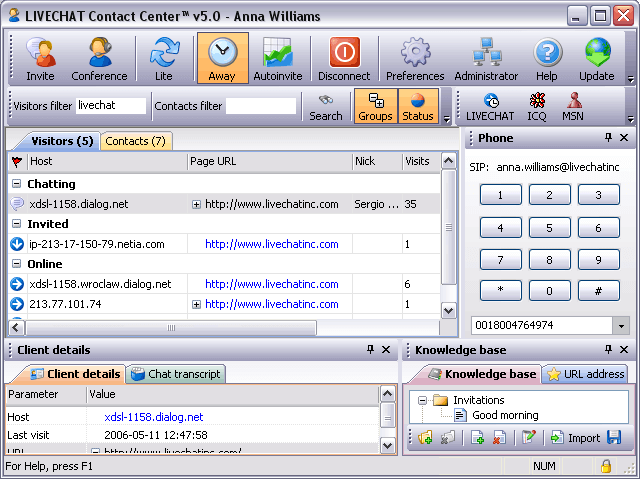 LIVECHAT Contact Center™ v5.0 - Anna Williams
Invite Conference Lite Away Autoinvite Disconnect Preferences Administrator Help Update
Visitors filter livechat Contacts filter Search Groups Status LIVECHAT ICQ MSN
Visitors (5) Contacts (7)
Host Page URL Nick Visits
Chatting
xdsl-1158.dialog.net http://www.livechatinc.com Sergio ... 35
Invited
ip-213-17-150-79.netia.com http://www.livechatinc.com 1
Online
xdsl-1158.wroclaw.dialog.net http://www.livechatinc.com 6
213.77.101.74 http://www.livechatinc.com 1
Phone
SIP: anna.williams@livechatinc
1 2 3
4 5 6
7 8 9
* 0 #
0018004764974
Client details
Client details Chat transcript
Parameter Value
Host xdsl-1158.dialog.net
Last visit 2006-05-11 12:47:58
URL http://www.livechatinc.com/
Knowledge base
Knowledge base URL address
Invitations
Good morning
Import
For Help, press F1 NUM